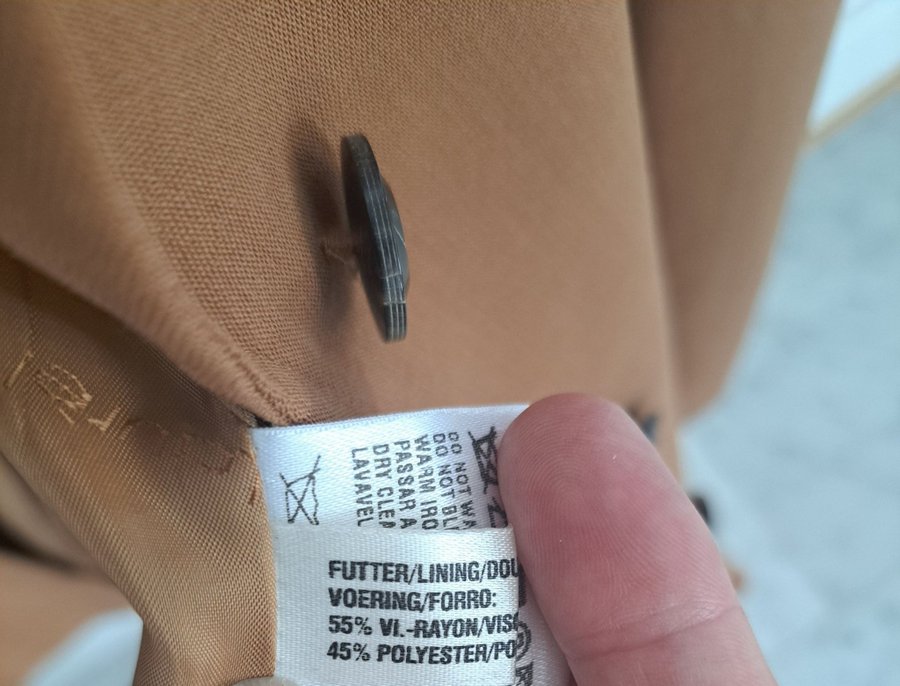 DO NOT WA
DO NOT BL
WARM IRO
PASSAR A
DRY CLEA
LAVAVEL
FUTTER/LINING/DOU
VOERING/FORRO:
55% VI.-RAYON/VISC
45% POLYESTER/PO